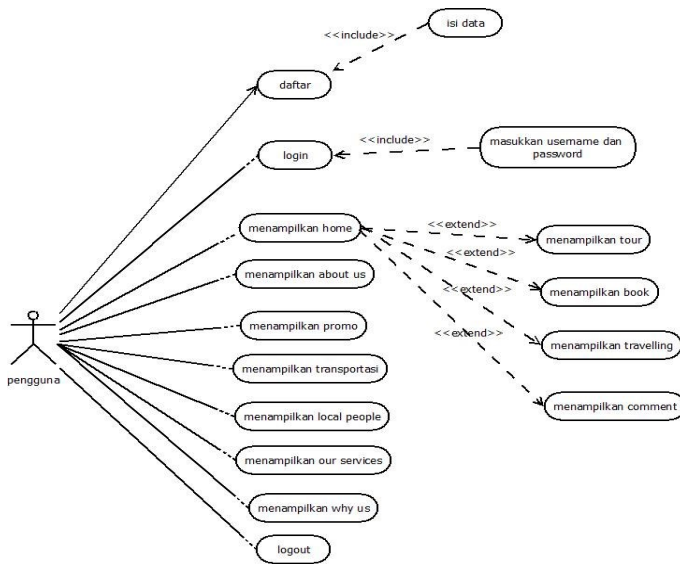 isi data
<<include>>
daftar
<<include>>
login
masukkan username dan
password
menampilkan home
<<extend>>
menampilkan tour
menampilkan about us
<<extend>>
menampilkan book
<<extend>>
menampilkan promo
<<extend>>
menampilkan travelling
menampilkan transportasi
pengguna
menampilkan comment
menampilkan local people
menampilkan our services
menampilkan why us
logout